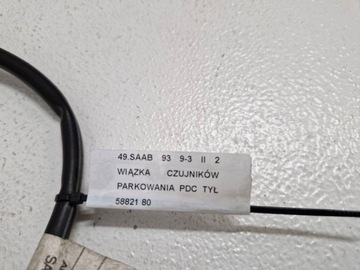 49.SAAB 93 9-3 II 2
WIĄZKA CZUJNIKÓW
PARKOWANIA PDC TYŁ
58821 80